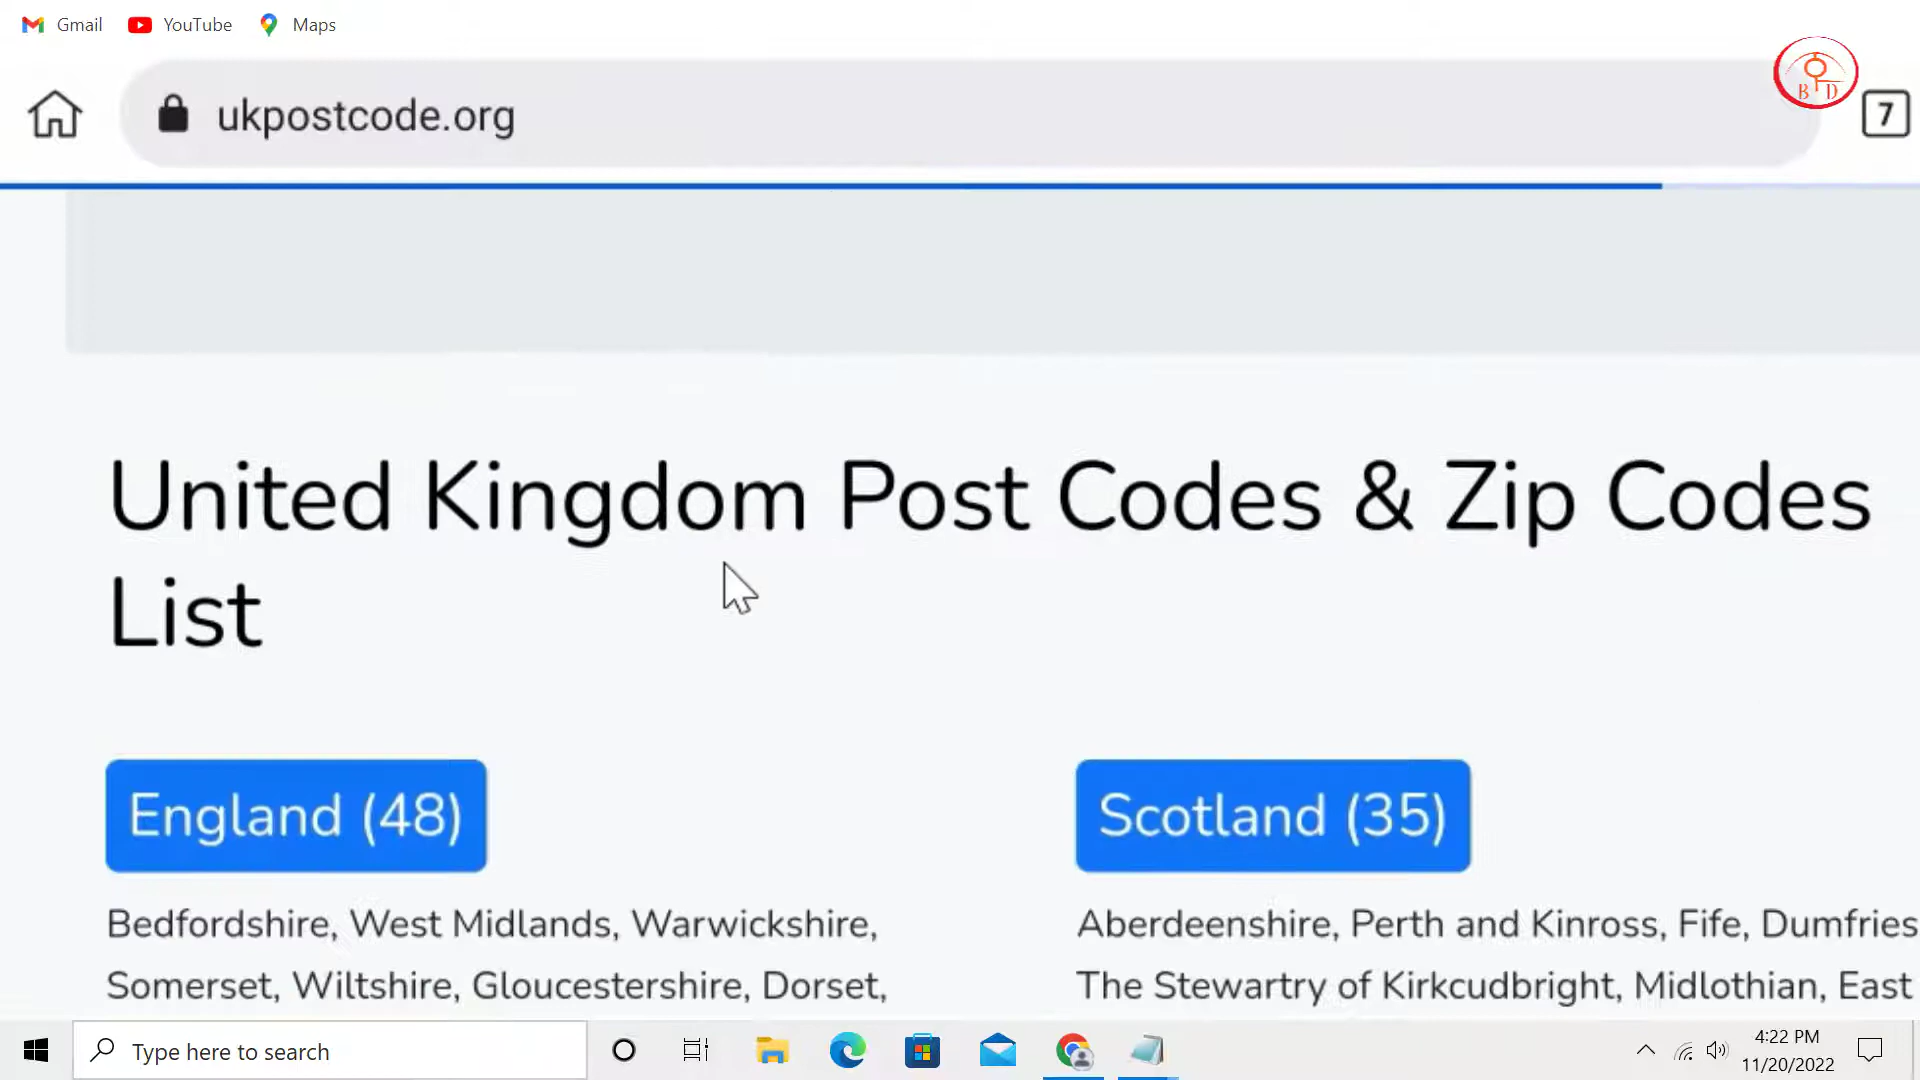 Gmail YouTube Maps
B D
ukpostcode.org
7
United Kingdom Post Codes & Zip Codes
List
England (48)
Bedfordshire, West Midlands, Warwickshire,
Somerset, Wiltshire, Gloucestershire, Dorset,
Scotland (35)
Aberdeenshire, Perth and Kinross, Fife, Dumfries
The Stewartry of Kirkcudbright, Midlothian, East
Type here to search
4:22 PM
11/20/2022